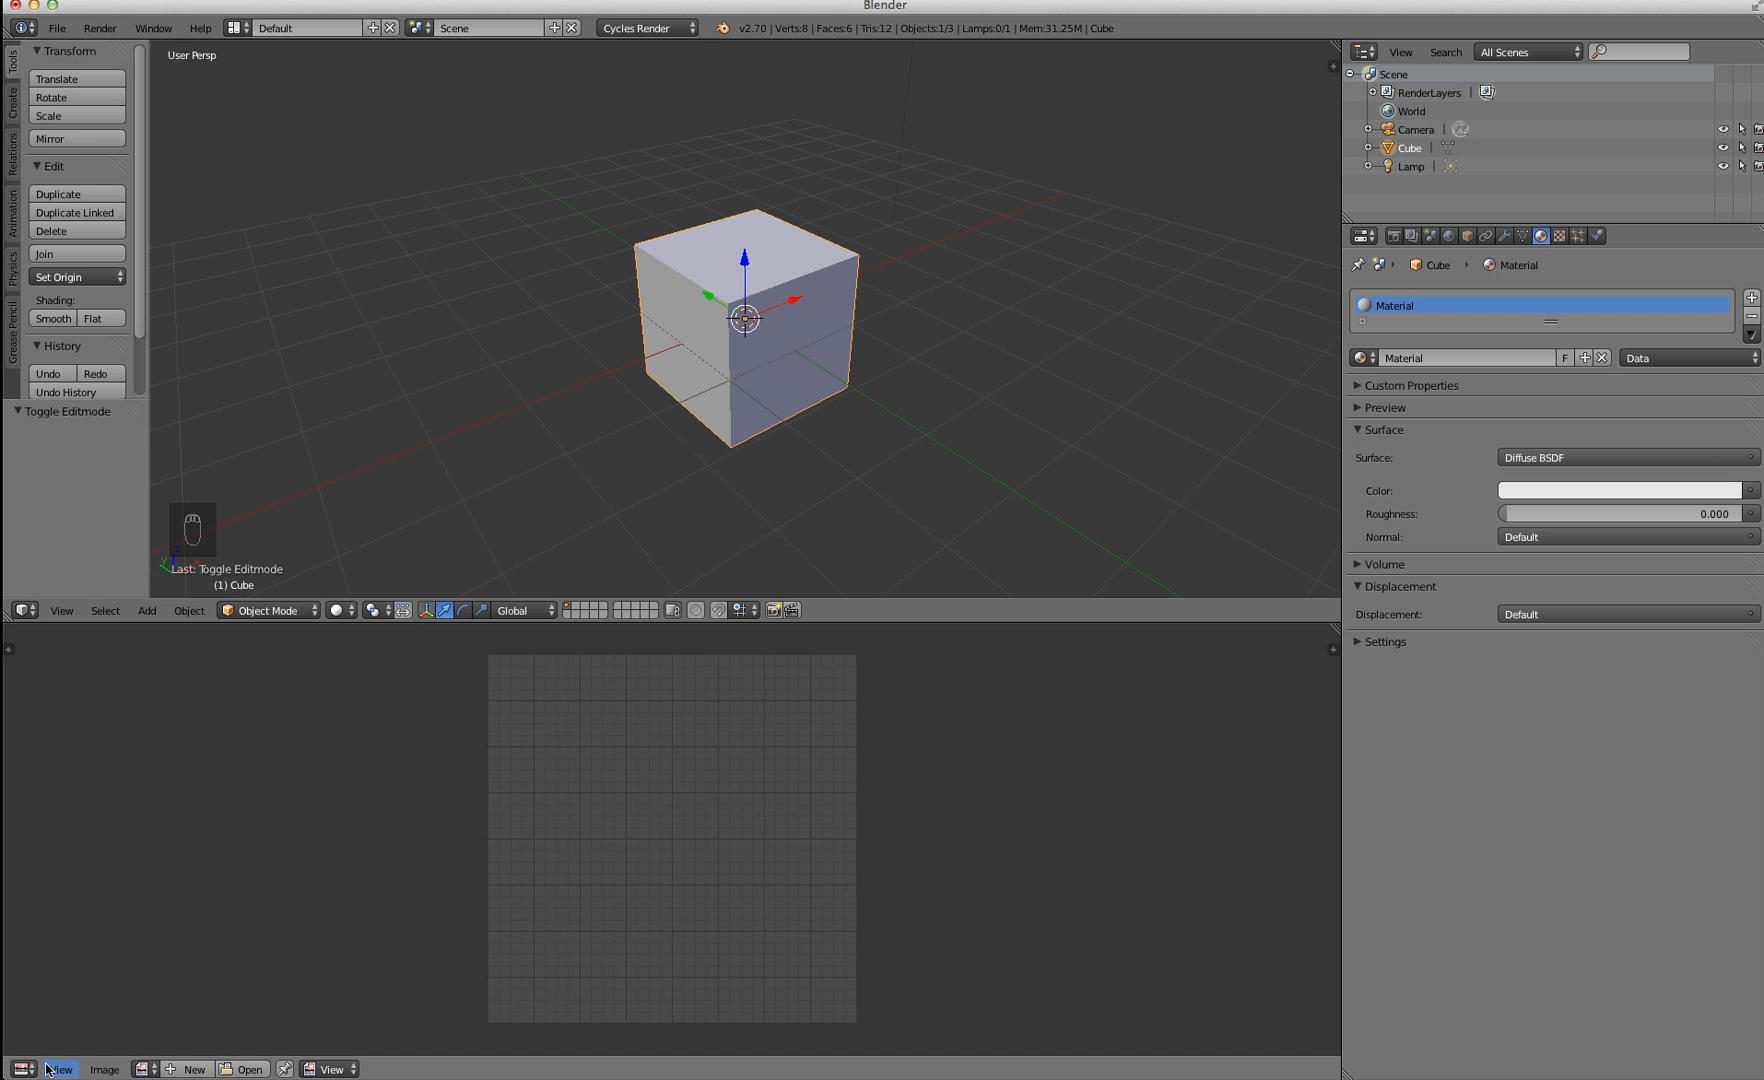 Blender
File Render Window Help Default Scene Cycles Render v2.70 | Verts:8 | Faces:6 | Tris:12 | Objects:1/3 | Lamps:0/1 | Mem:31.25M | Cube
Tools
Create
Relations
Animation
Physics
Grease Pencil
Transform
Translate
Rotate
Scale
Mirror
Edit
Duplicate
Duplicate Linked
Delete
Join
Set Origin
Shading:
Smooth Flat
History
Undo Redo
Undo History
Toggle Editmode
User Persp
Last: Toggle Editmode
(1) Cube
View Select Add Object Object Mode Global
View Image New Open View
View Search All Scenes
Scene
RenderLayers |
World
Camera |
Cube |
Lamp |
Cube Material
Material
Material F Data
Custom Properties
Preview
Surface
Surface: Diffuse BSDF
Color:
Roughness: 0.000
Normal: Default
Volume
Displacement
Displacement: Default
Settings